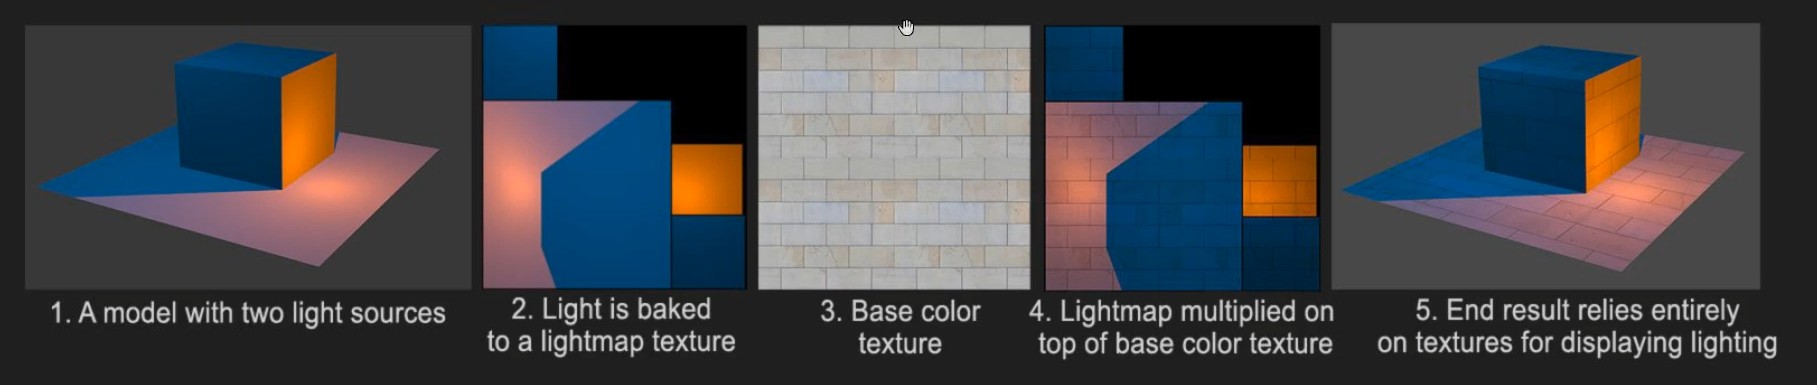 1. A model with two light sources
2. Light is baked
to a lightmap texture
3. Base color
texture
4. Lightmap multiplied on
top of base color texture
5. End result relies entirely
on textures for displaying lighting